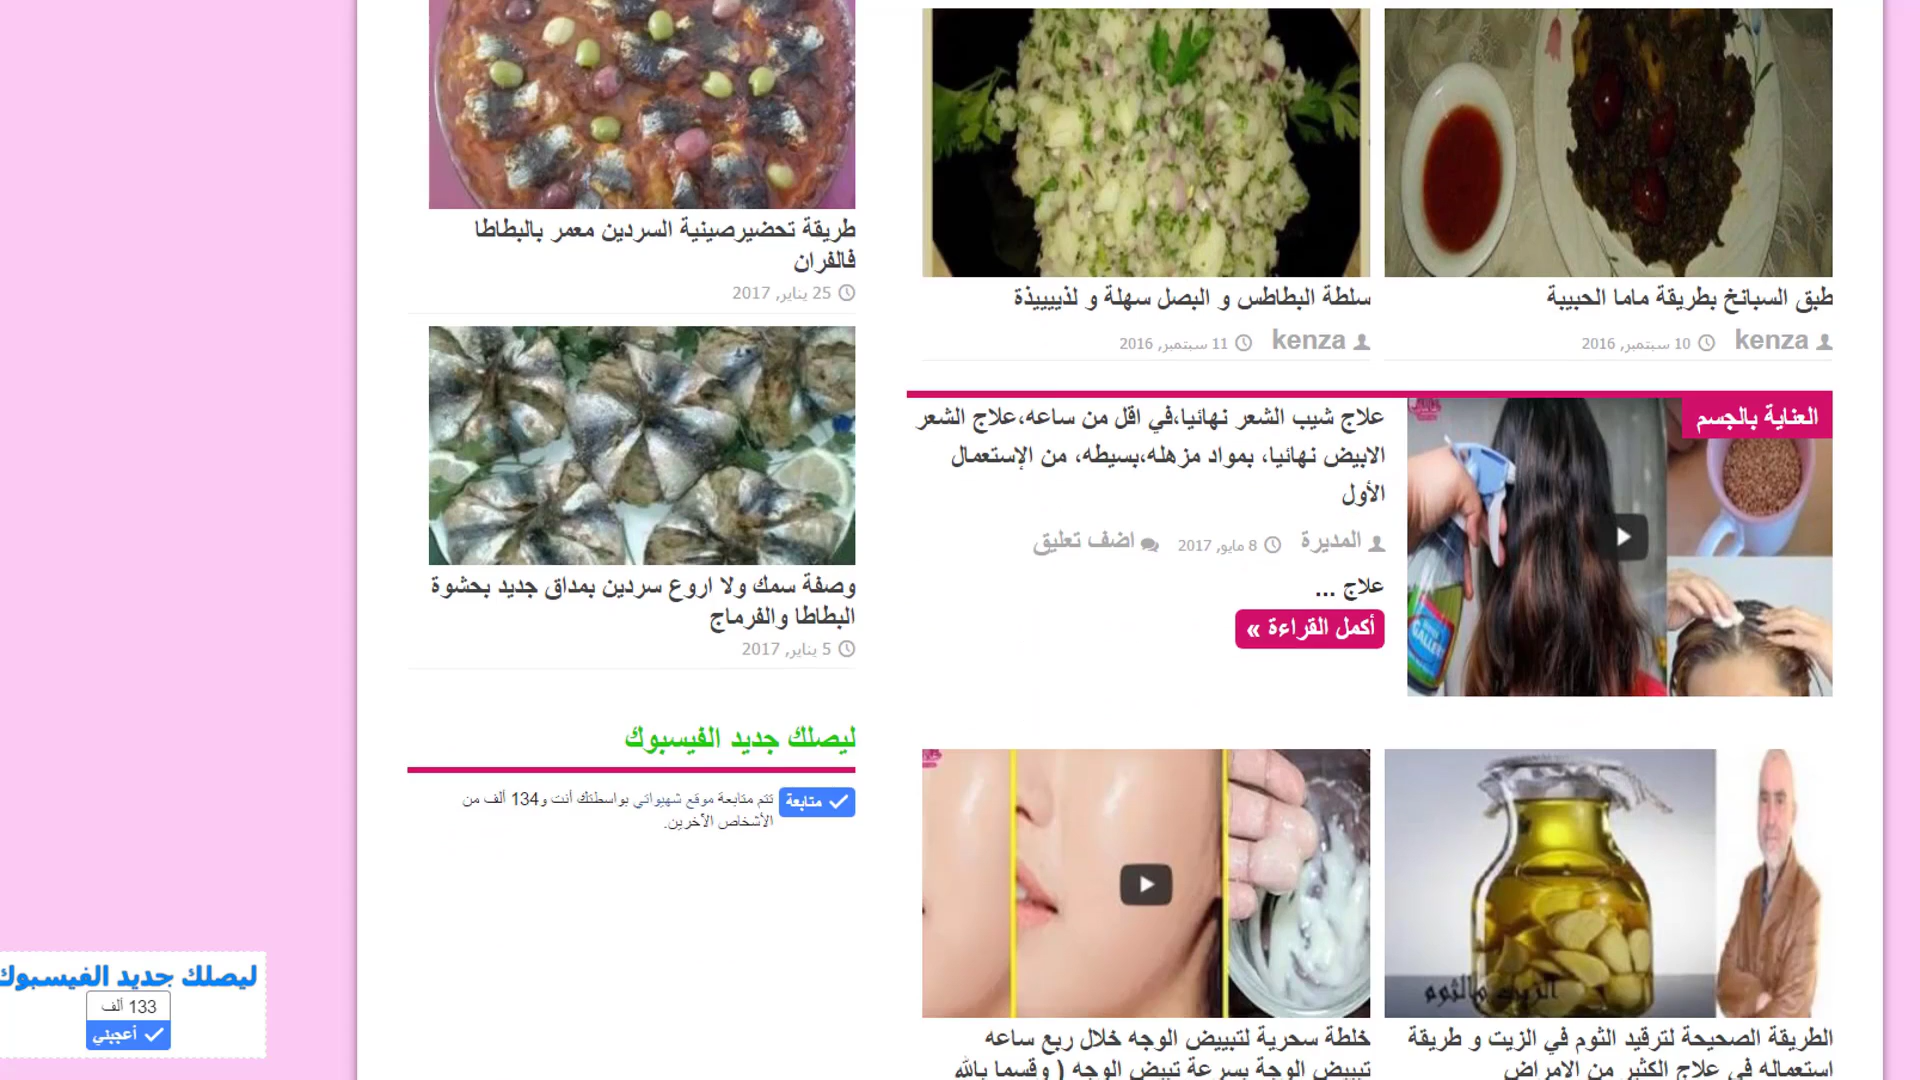 طبق السبانخ بطريقة ماما الحبيبة
kenza 10 سبتمبر, 2016
سلطة البطاطس و البصل سهلة و لذيييذة
kenza 11 سبتمبر, 2016
العناية بالجسم
علاج شيب الشعر نهائيا،في اقل من ساعه،علاج الشعر
الابيض نهائيا، بمواد مزهله،بسيطه، من الإستعمال
الأول
المديرة 8 مايو, 2017 اضف تعليق
علاج ...
أكمل القراءة »
الزيت والثوم
الطريقة الصحيحة لترقيد الثوم في الزيت و طريقة
استعماله في علاج الكثير من الامراض
خلطة سحرية لتبييض الوجه خلال ربع ساعه
تبييض الوجة بسرعة تبيض الوجه ( وقسما بالله
طريقة تحضيرصينية السردين معمر بالبطاطا
فالفران
25 يناير, 2017
وصفة سمك ولا اروع سردين بمداق جديد بحشوة
البطاطا والفرماج
5 يناير, 2017
ليصلك جديد الفيسبوك
متابعة
تتم متابعة موقع شهيواتي بواسطتك أنت و134 ألف من
الأشخاص الآخرين.
ليصلك جديد الفيسبوك
133 ألف
أعجبني